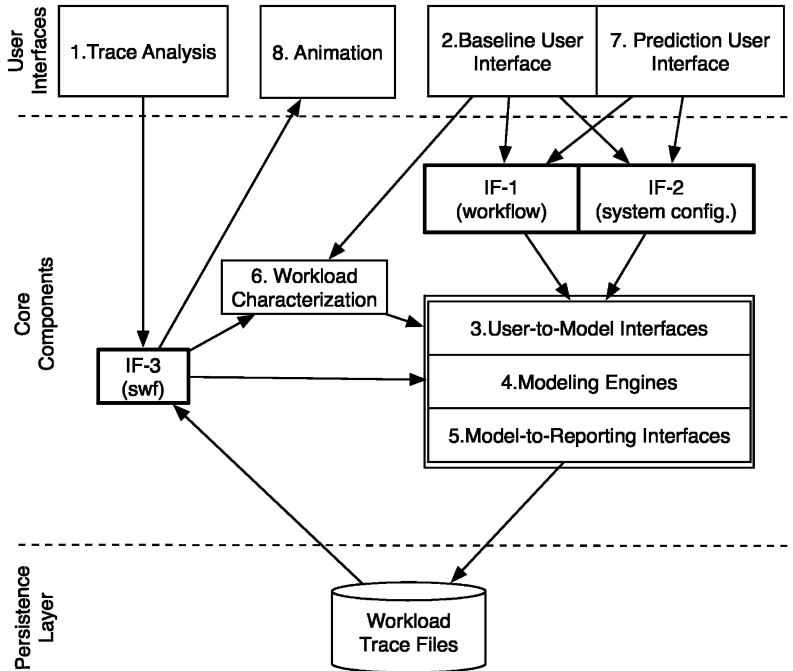 User
Interfaces
1.Trace Analysis
8. Animation
2.Baseline User
Interface
7. Prediction User
Interface
Core
Components
IF-1
(workflow)
IF-2
(system config.)
6. Workload
Characterization
3.User-to-Model Interfaces
IF-3
(swf)
4.Modeling Engines
5.Model-to-Reporting Interfaces
Persistence
Layer
Workload
Trace Files